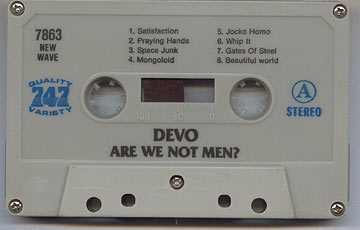 7863
NEW
WAVE
1. Satisfaction
2. Praying Hands
3. Space Junk
4. Mongoloid
5. Jocko Homo
6. Whip It
7. Gates Of Steel
8. Beautiful world
QUALITY
747
VARIETY
A
STEREO
100 50 0
DEVO
ARE WE NOT MEN?